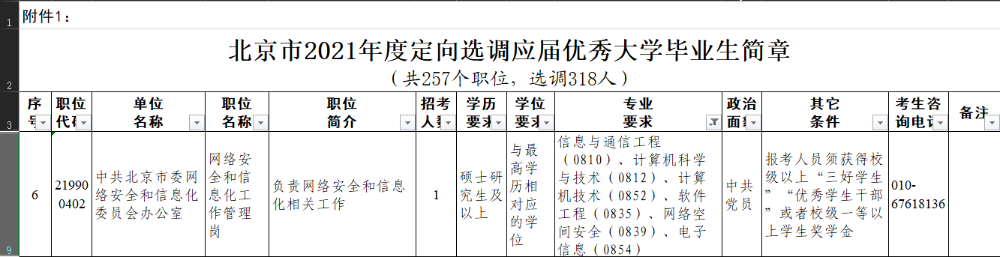 1
附件1：
2
北京市2021年度定向选调应届优秀大学毕业生简章
（共257个职位，选调318人）
3
序
号
职位
代码
单位
名称
职位
名称
职位
简介
招考
人数
学历
要求
学位
要求
专业
要求
政治
面貌
其它
条件
考生咨
询电话
备注
9
6
21990
0402
中共北京市委网
络安全和信息化
委员会办公室
网络安
全和信
息化工
作管理
岗
负责网络安全和信息
化相关工作
1
硕士研
究生及
以上
与最
高学
历相
对应
的学
位
信息与通信工程
（0810）、计算机科学
与技术（0812）、计算
机技术（0852）、软件
工程（0835）、网络空
间安全（0839）、电子
信息（0854）
中共
党员
报考人员须获得校
级以上“三好学生
”“优秀学生干部
”或者校级一等以
上学生奖学金
010-
67618136